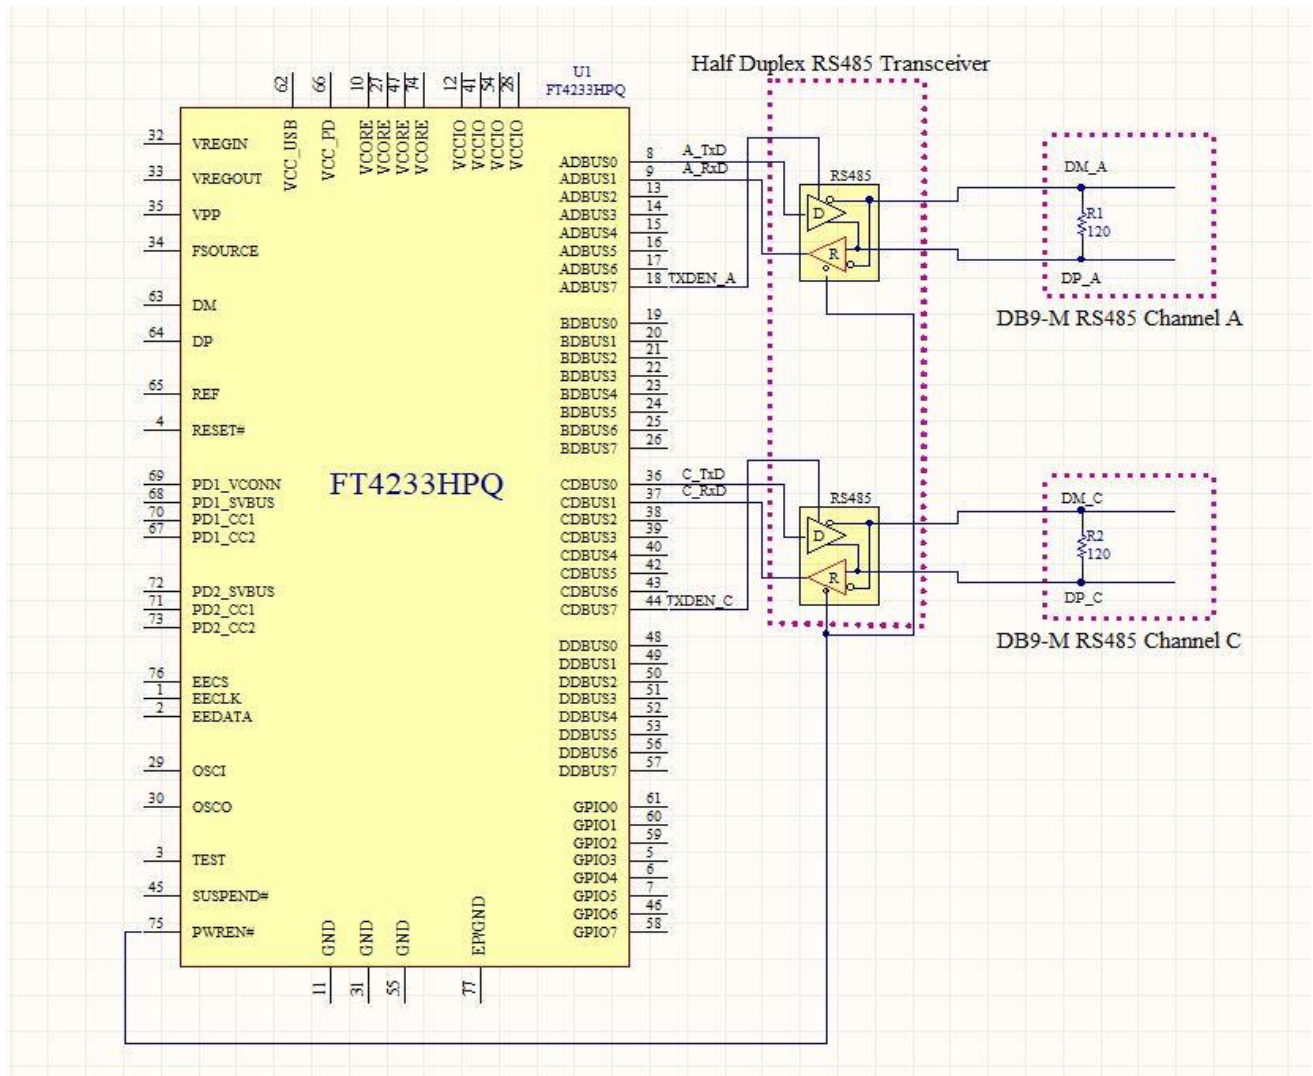 Half Duplex RS485 Transceiver
U1
FT4233HPQ
62
66
10
27
47
74
12
41
54
28
VCC_USB
VCC_PD
VCORE
VCORE
VCORE
VCORE
VCCIO
VCCIO
VCCIO
VCCIO
32 VREGIN
33 VREGOUT
35 VPP
34 FSOURCE
63 DM
64 DP
65 REF
4 RESET#
69 PD1_VCONN
68 PD1_SVBUS
70 PD1_CC1
67 PD1_CC2
72 PD2_SVBUS
71 PD2_CC1
73 PD2_CC2
76 EECS
1 EECLK
2 EEDATA
29 OSCI
30 OSCO
3 TEST
45 SUSPEND#
75 PWREN#
FT4233HPQ
ADBUS0 8 A_TxD
ADBUS1 9 A_RxD
ADBUS2 13
ADBUS3 14
ADBUS4 15
ADBUS5 16
ADBUS6 17
ADBUS7 18 TXDEN_A
BDBUS0 19
BDBUS1 20
BDBUS2 21
BDBUS3 22
BDBUS4 23
BDBUS5 24
BDBUS6 25
BDBUS7 26
CDBUS0 36 C_TxD
CDBUS1 37 C_RxD
CDBUS2 38
CDBUS3 39
CDBUS4 40
CDBUS5 42
CDBUS6 43
CDBUS7 44 TXDEN_C
DDBUS0 48
DDBUS1 49
DDBUS2 50
DDBUS3 51
DDBUS4 52
DDBUS5 53
DDBUS6 56
DDBUS7 57
GPIO0 61
GPIO1 60
GPIO2 59
GPIO3 5
GPIO4 6
GPIO5 7
GPIO6 46
GPIO7 58
GND
GND
GND
EP/GND
11
31
55
77
RS485
D
R
DM_A
R1
120
DP_A
DB9-M RS485 Channel A
RS485
D
R
DM_C
R2
120
DP_C
DB9-M RS485 Channel C